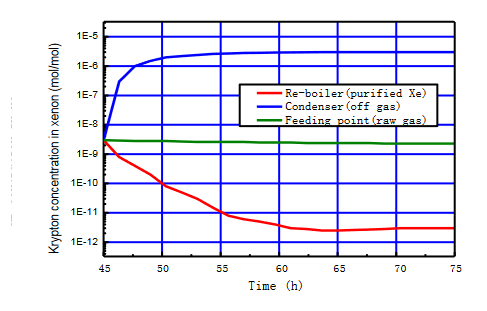 Krypton concentration in xenon (mol/mol)
1E-5
1E-6
1E-7
1E-8
1E-9
1E-10
1E-11
1E-12
Re-boiler(purified Xe)
Condenser(off gas)
Feeding point(raw gas)
45 50 55 60 65 70 75
Time (h)